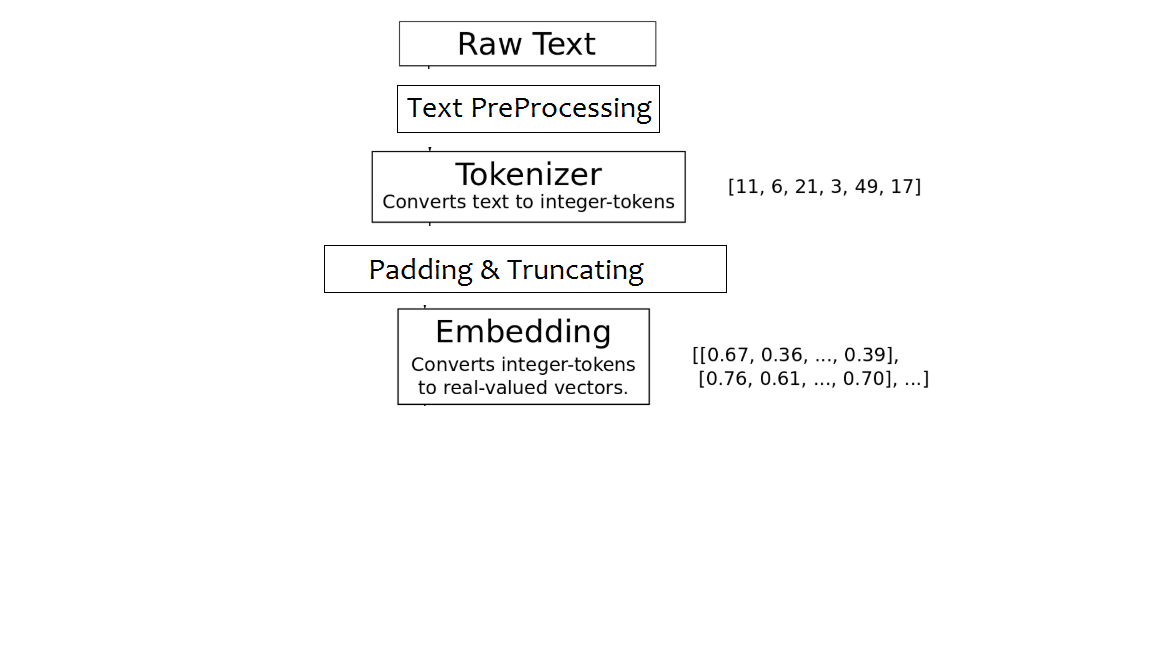 Raw Text
Text PreProcessing
Tokenizer
Converts text to integer-tokens
[11, 6, 21, 3, 49, 17]
Padding & Truncating
Embedding
Converts integer-tokens
to real-valued vectors.
[[0.67, 0.36, ..., 0.39],
[0.76, 0.61, ..., 0.70], ...]